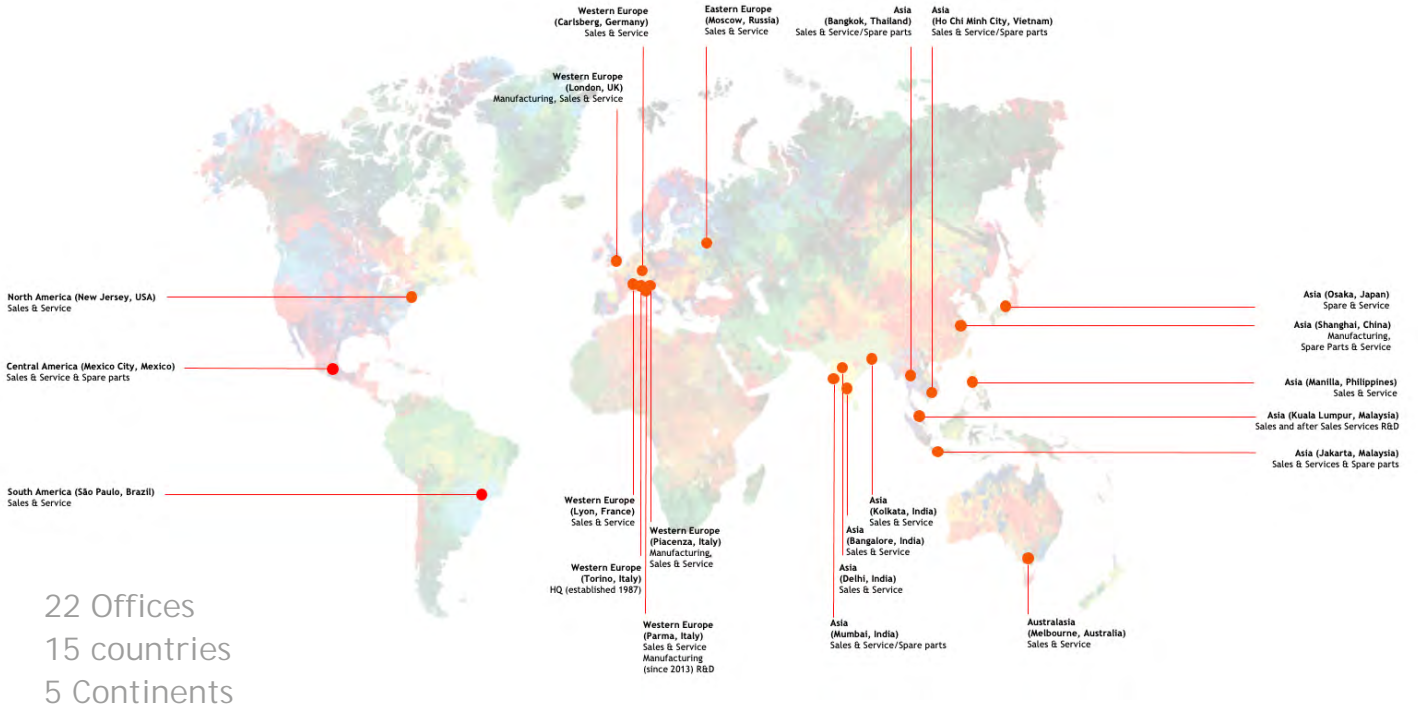 Western Europe
(Carlsberg, Germany)
Sales & Service
Eastern Europe
(Moscow, Russia)
Sales & Service
Asia
(Bangkok, Thailand)
Sales & Service/Spare parts
Asia
(Ho Chi Minh City, Vietnam)
Sales & Service/Spare parts
Western Europe
(London, UK)
Manufacturing, Sales & Service
North America (New Jersey, USA)
Sales & Service
Central America (Mexico City, Mexico)
Sales & Service & Spare parts
South America (São Paulo, Brazil)
Sales & Service
Asia (Osaka, Japan)
Spare & Service
Asia (Shanghai, China)
Manufacturing,
Spare Parts & Service
Asia (Manilla, Philippines)
Sales & Service
Asia (Kuala Lumpur, Malaysia)
Sales and after Sales Services R&D
Asia (Jakarta, Malaysia)
Sales & Services & Spare parts
Western Europe
(Lyon, France)
Sales & Service
Western Europe
(Piacenza, Italy)
Manufacturing,
Sales & Service
Western Europe
(Torino, Italy)
HQ (established 1987)
Western Europe
(Parma, Italy)
Sales & Service
Manufacturing
(since 2013) R&D
Asia
(Kolkata, India)
Sales & Service
Asia
(Bangalore, India)
Sales & Service
Asia
(Delhi, India)
Sales & Service
Asia
(Mumbai, India)
Sales & Service/Spare parts
Australasia
(Melbourne, Australia)
Sales & Service
22 Offices
15 countries
5 Continents